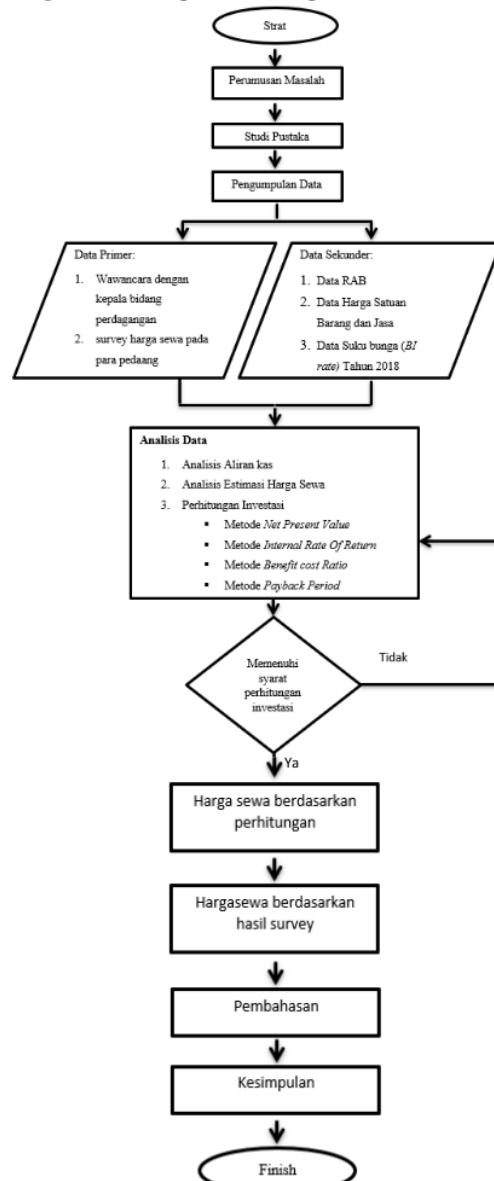 Strat
Perumusan Masalah
Studi Pustaka
Pengumpulan Data
Data Primer:
1. Wawancara dengan
kepala bidang
perdagangan
2. survey harga sewa pada
para pedaang
Data Sekunder:
1. Data RAB
2. Data Harga Satuan
Barang dan Jasa
3. Data Suku bunga (BI
rate) Tahun 2018
Analisis Data
1. Analisis Aliran kas
2. Analisis Estimasi Harga Sewa
3. Perhitungan Investasi
▪ Metode Net Present Value
▪ Metode Internal Rate Of Return
▪ Metode Benefit cost Ratio
▪ Metode Payback Period
Memenuhi
syarat
perhitungan
investasi
Tidak
Ya
Harga sewa berdasarkan
perhitungan
Hargasewa berdasarkan
hasil survey
Pembahasan
Kesimpulan
Finish